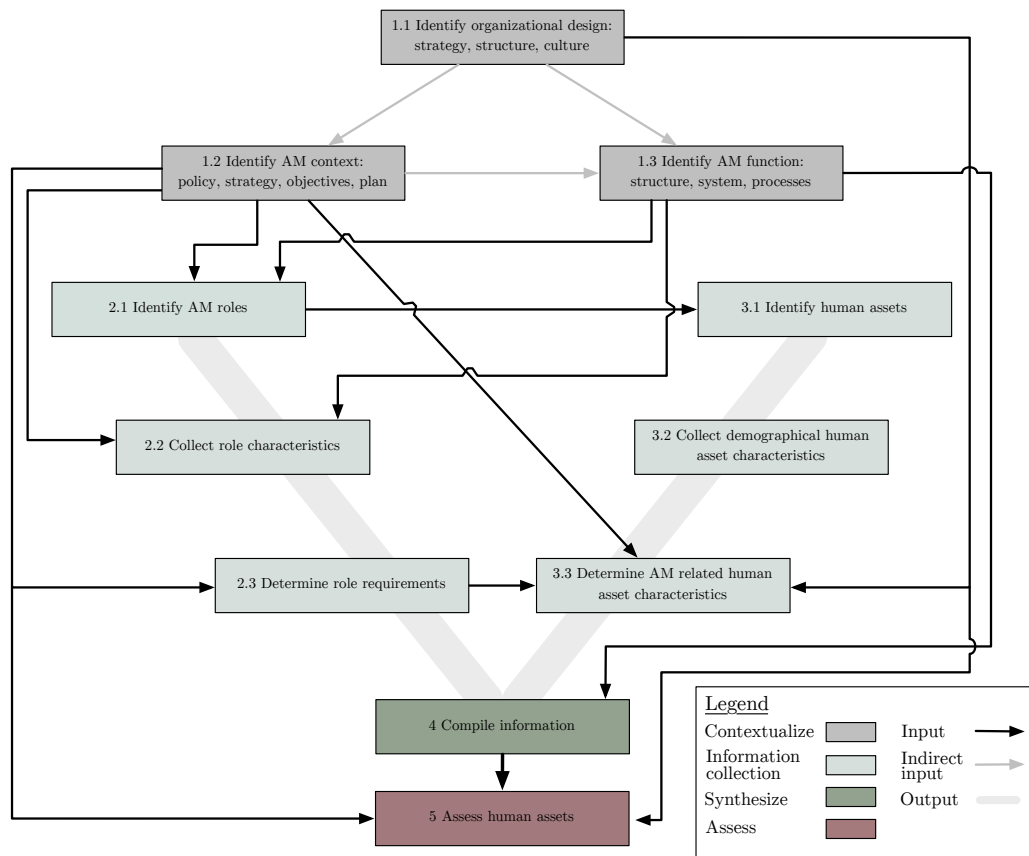 1.1 Identify organizational design:
strategy, structure, culture
1.2 Identify AM context:
policy, strategy, objectives, plan
1.3 Identify AM function:
structure, system, processes
2.1 Identify AM roles
3.1 Identify human assets
2.2 Collect role characteristics
3.2 Collect demographical human
asset characteristics
2.3 Determine role requirements
3.3 Determine AM related human
asset characteristics
4 Compile information
5 Assess human assets
Legend
Contextualize
Input
Information
collection
Indirect
input
Synthesize
Output
Assess